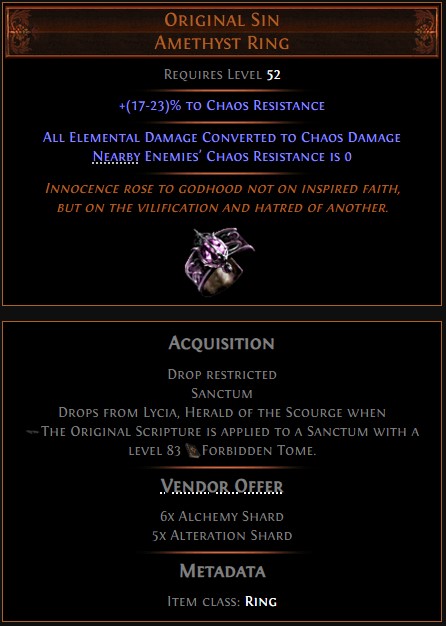 Original Sin
Amethyst Ring
Requires Level 52
+(17-23)% to Chaos Resistance
All Elemental Damage Converted to Chaos Damage
Nearby Enemies' Chaos Resistance is 0
Innocence rose to godhood not on inspired faith,
but on the vilification and hatred of another.
Acquisition
Drop restricted
Sanctum
Drops from Lycia, Herald of the Scourge when
The Original Scripture is applied to a Sanctum with a
level 83 Forbidden Tome.
Vendor Offer
6x Alchemy Shard
5x Alteration Shard
Metadata
Item class: Ring